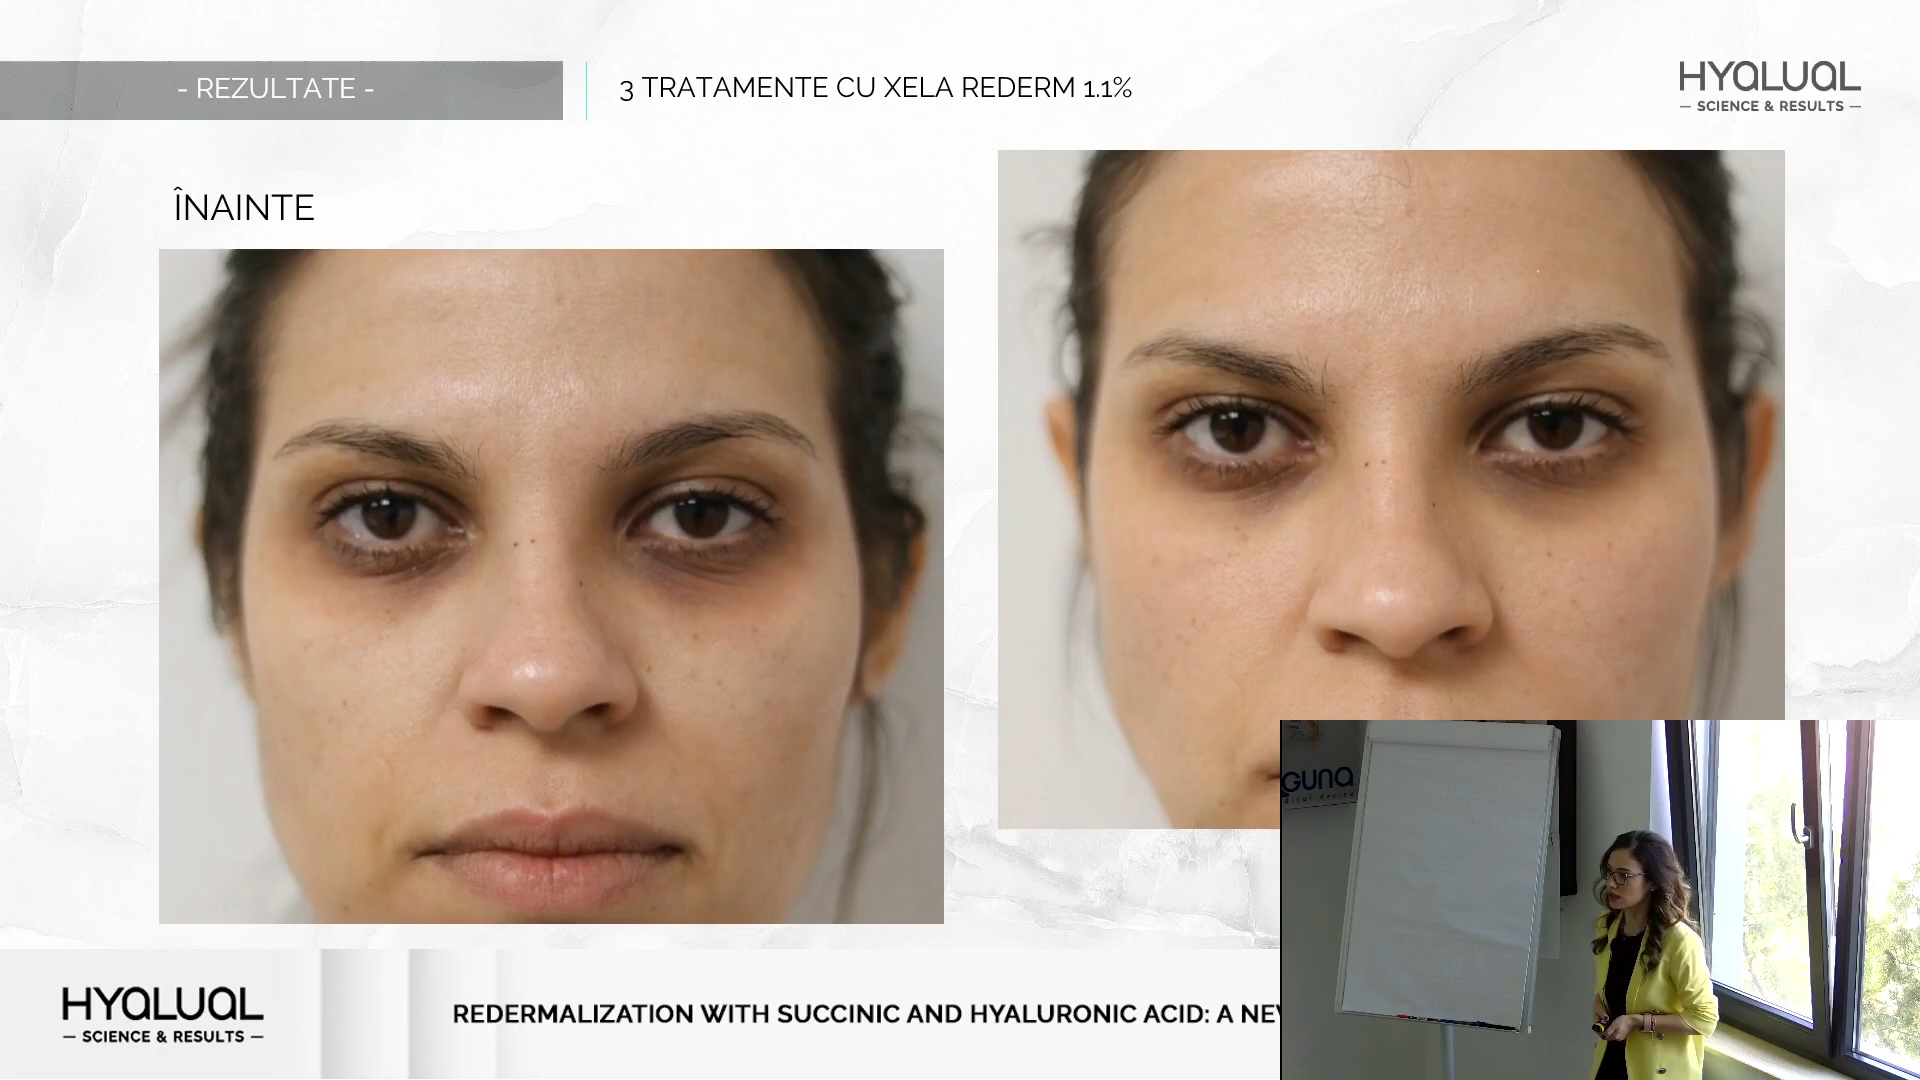 - REZULTATE -
3 TRATAMENTE CU XELA REDERM 1.1%
HYALUAL
— SCIENCE & RESULTS —
ÎNAINTE
GUNA
HYALUAL
— SCIENCE & RESULTS —
REDERMALIZATION WITH SUCCINIC AND HYALURONIC ACID: A